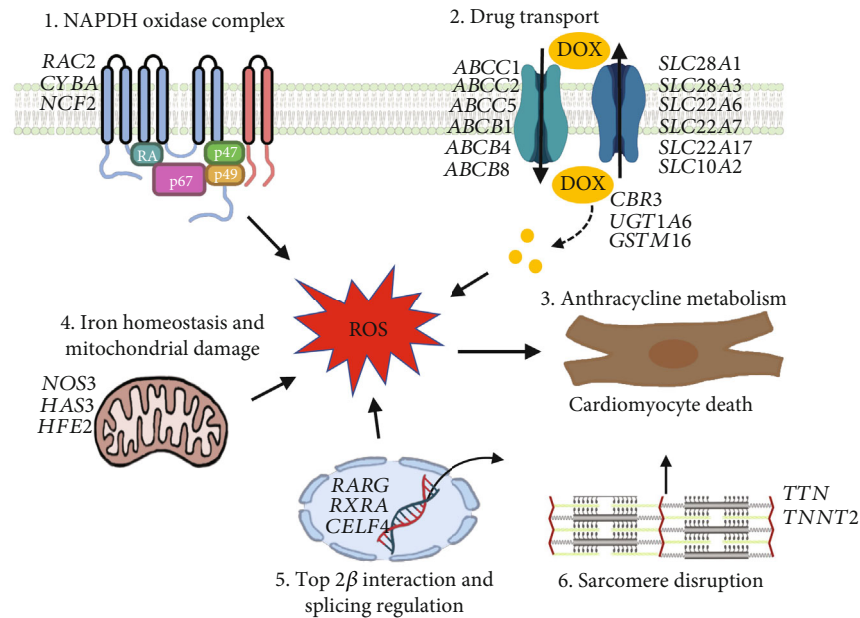 1. NAPDH oxidase complex
RAC2
CYBA
NCF2
RA
p47
p67
p49
2. Drug transport
DOX
ABCC1
ABCC2
ABCC5
ABCB1
ABCB4
ABCB8
SLC28A1
SLC28A3
SLC22A6
SLC22A7
SLC22A17
SLC10A2
DOX
CBR3
UGT1A6
GSTM16
ROS
3. Anthracycline metabolism
Cardiomyocyte death
4. Iron homeostasis and
mitochondrial damage
NOS3
HAS3
HFE2
RARG
RXRA
CELF4
5. Top 2β interaction and
splicing regulation
TTN
TNNT2
6. Sarcomere disruption